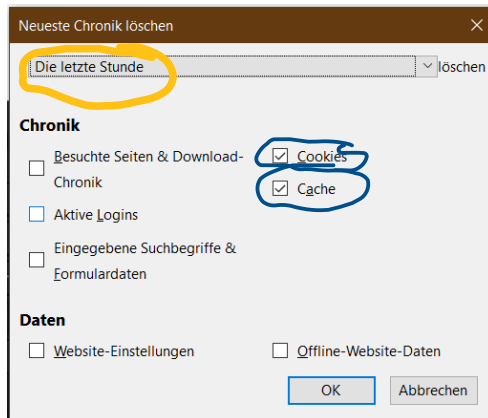 Neueste Chronik löschen
Die letzte Stunde löschen
Chronik
Besuchte Seiten & Download-
Chronik
Cookies
Cache
Aktive Logins
Eingegebene Suchbegriffe &
Formulardaten
Daten
Website-Einstellungen
Offline-Website-Daten
OK Abbrechen